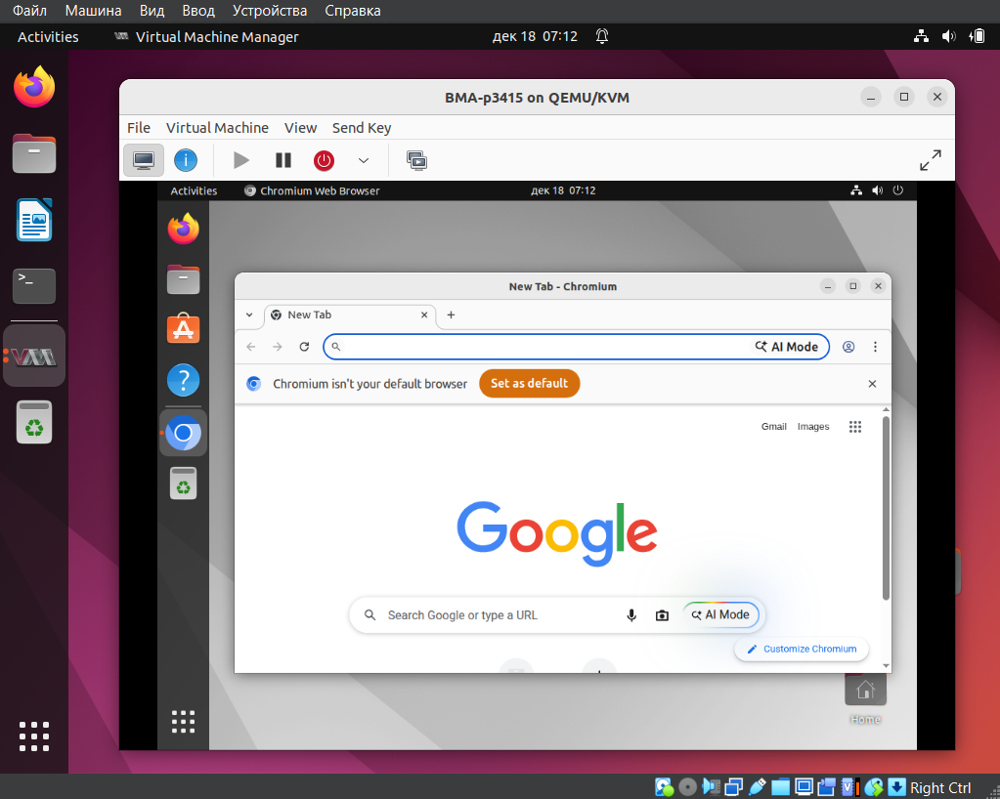 Файл Машина Вид Ввод Устройства Справка
Activities Virtual Machine Manager дек 18 07:12
BMA-p3415 on QEMU/KVM
File Virtual Machine View Send Key
Activities Chromium Web Browser дек 18 07:12
New Tab - Chromium
New Tab
AI Mode
Chromium isn't your default browser Set as default
Gmail Images
Google
Search Google or type a URL AI Mode
Customize Chromium
Home
Right Ctrl